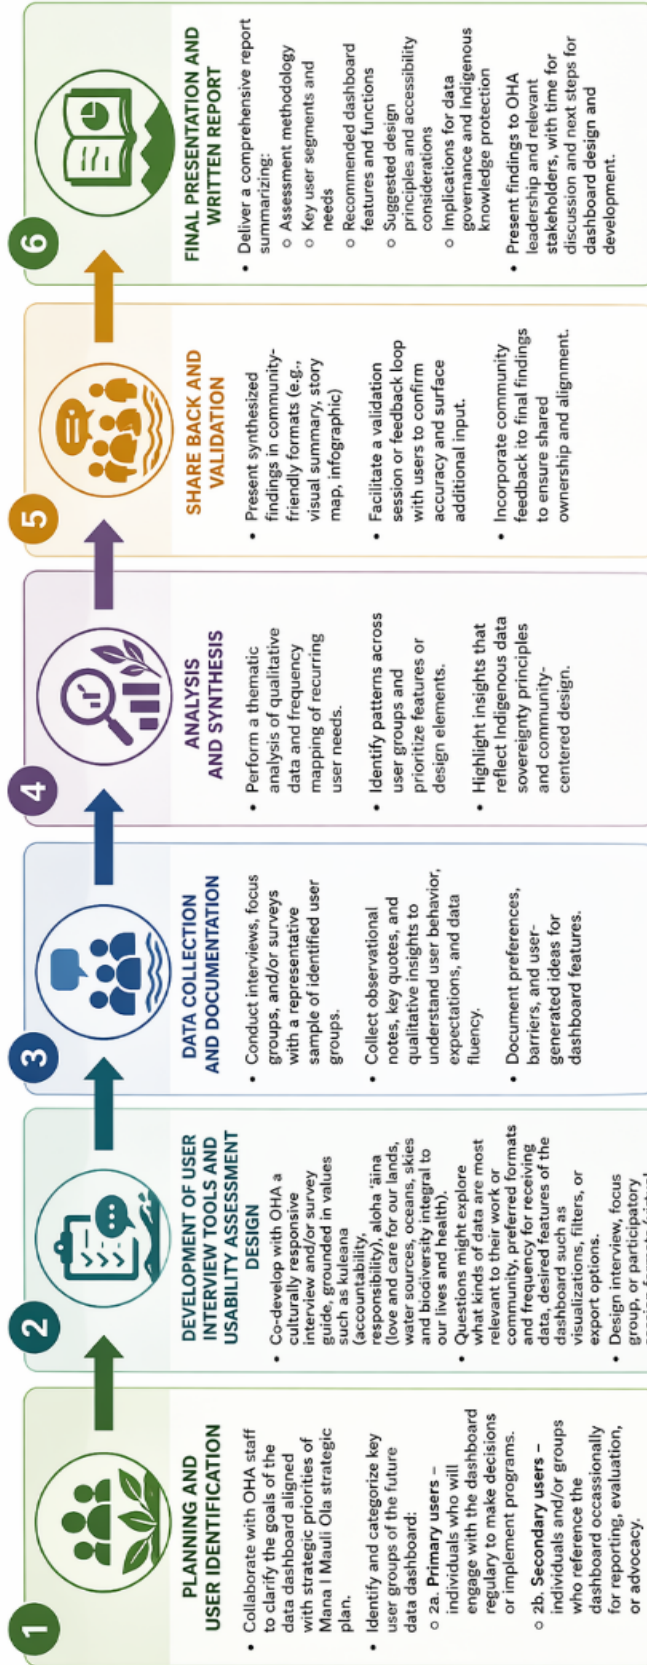 1
PLANNING AND
USER IDENTIFICATION
• Collaborate with OHA staff
to clarify the goals of the
data dashboard aligned
with strategic priorities of
Mana I Mauli Ola strategic
plan.
• Identify and categorize key
user groups of the future
data dashboard:
○ 2a. Primary users –
individuals who will
engage with the dashboard
regulary to make decisions
or implement programs.
○ 2b. Secondary users –
individuals and/or groups
who reference the
dashboard occasionally
for reporting, evaluation,
or advocacy.
2
DEVELOPMENT OF USER
INTERVIEW TOOLS AND
USABILITY ASSESSMENT
DESIGN
• Co-develop with OHA a
culturally responsive
interview and/or survey
guide, grounded in values
such as kuleana
(accountability,
responsibility), aloha ʻāina
(love and care for our lands,
water sources, oceans, skies
and biodiversity integral to
our lives and health).
• Questions might explore
what kinds of data are most
relevant to their work or
community, preferred formats
and frequency for receiving
data, desired features of the
dashboard such as
visualizations, filters, or
export options.
• Design interview, focus
group, or participatory
3
DATA COLLECTION
AND DOCUMENTATION
• Conduct interviews, focus
groups, and/or surveys
with a representative
sample of identified user
groups.
• Collect observational
notes, key quotes, and
qualitative insights to
understand user behavior,
expectations, and data
fluency.
• Document preferences,
barriers, and user-
generated ideas for
dashboard features.
4
ANALYSIS
AND SYNTHESIS
• Perform a thematic
analysis of qualitative
data and frequency
mapping of recurring
user needs.
• Identify patterns across
user groups and
prioritize features or
design elements.
• Highlight insights that
reflect Indigenous data
sovereignty principles
and community-
centered design.
5
SHARE BACK AND
VALIDATION
• Present synthesized
findings in community-
friendly formats (e.g.,
visual summary, story
map, infographic)
• Facilitate a validation
session or feedback loop
with users to confirm
accuracy and surface
additional input.
• Incorporate community
feedback ito final findings
to ensure shared
ownership and alignment.
6
FINAL PRESENTATION AND
WRITTEN REPORT
• Deliver a comprehensive report
summarizing:
○ Assessment methodology
○ Key user segments and
needs
○ Recommended dashboard
features and functions
○ Suggested design
principles and accessibility
considerations
○ Implications for data
governance and Indigenous
knowledge protection
• Present findings to OHA
leadership and relevant
stakeholders, with time for
discussion and next steps for
dashboard design and
development.